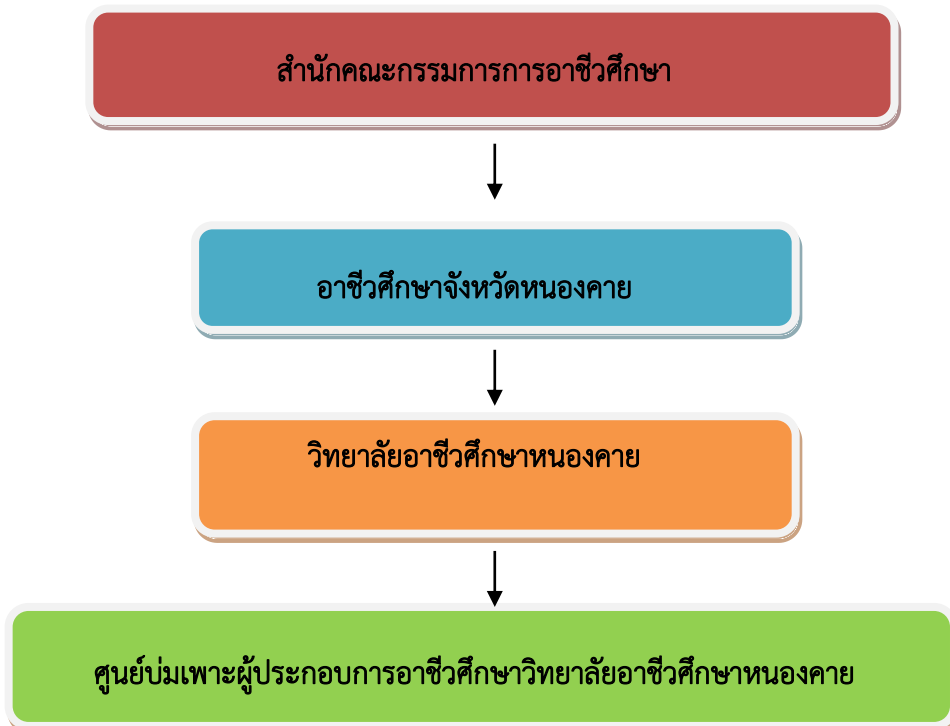 สำนักคณะกรรมการการอาชีวศึกษา
อาชีวศึกษาจังหวัดหนองคาย
วิทยาลัยอาชีวศึกษาหนองคาย
ศูนย์บ่มเพาะผู้ประกอบการอาชีวศึกษาวิทยาลัยอาชีวศึกษาหนองคาย